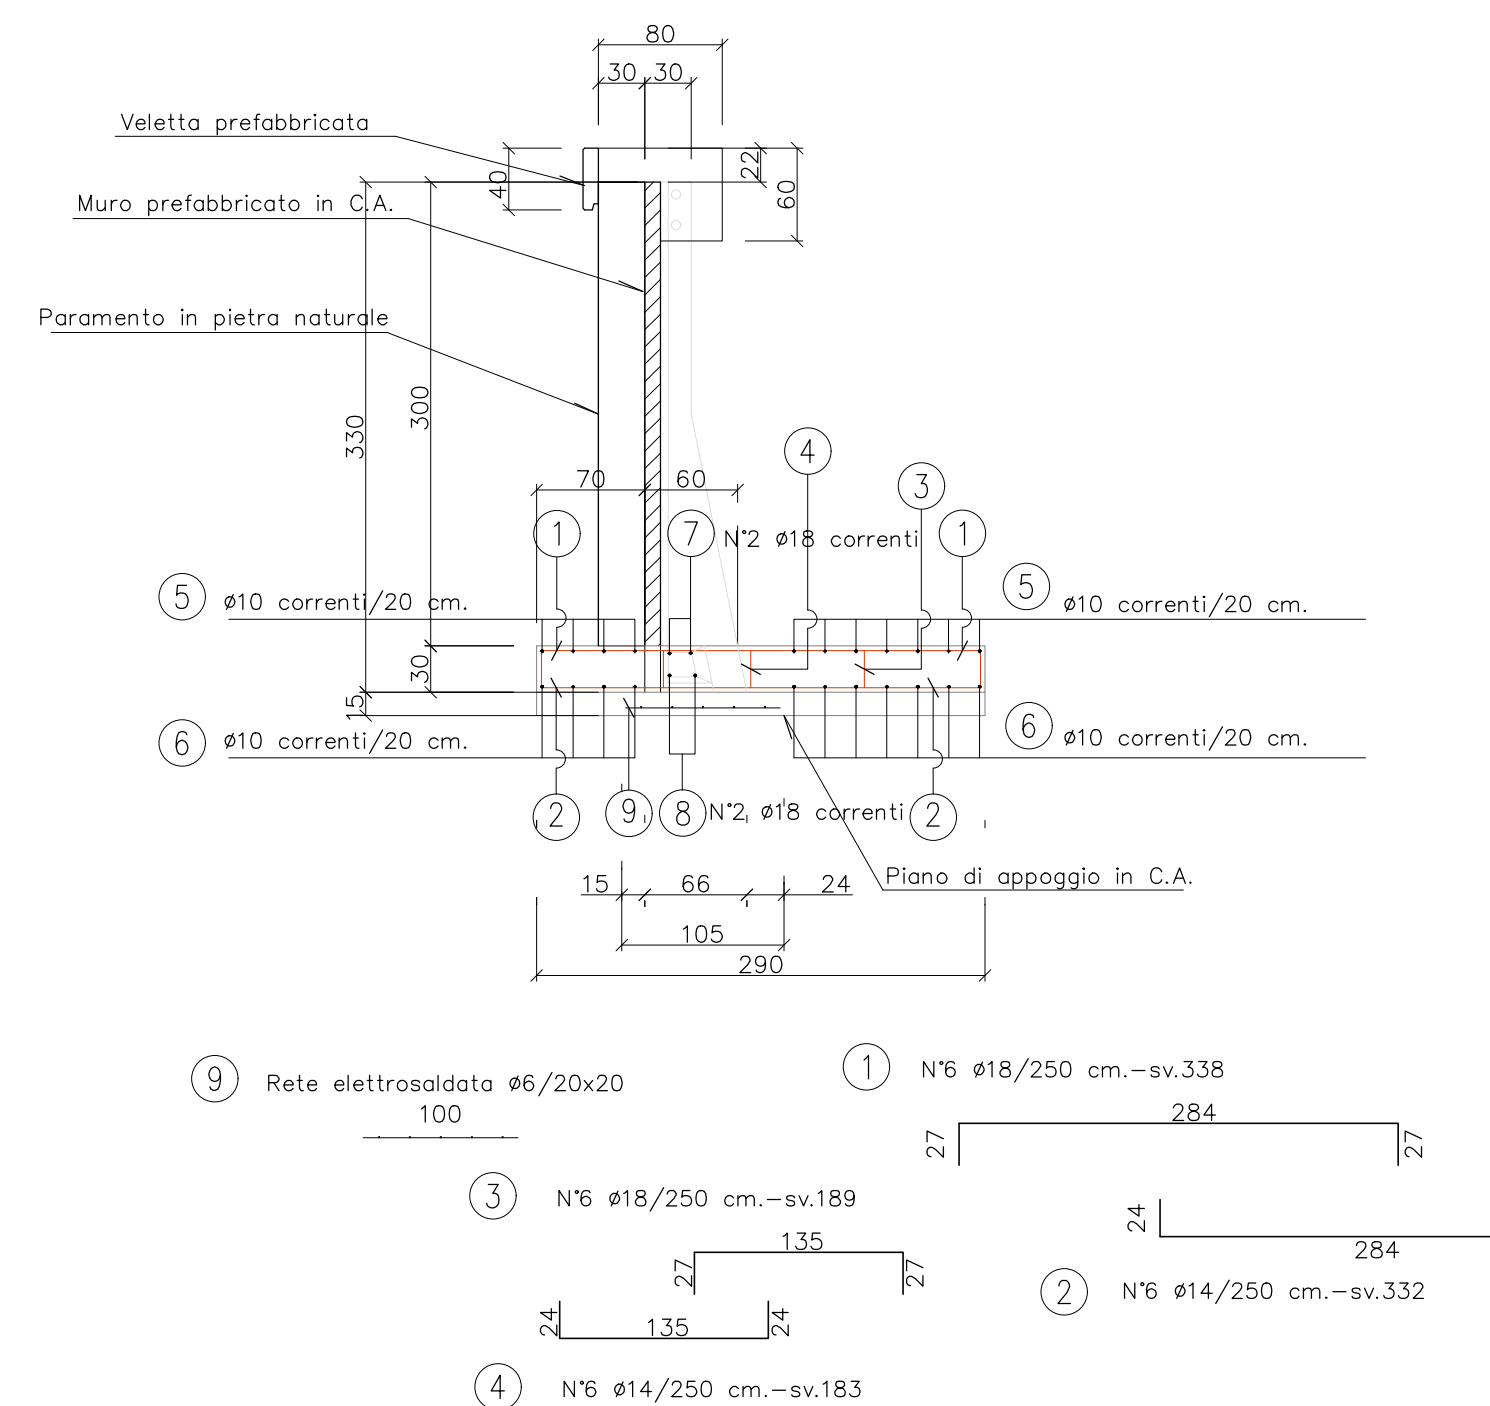 80
30 30
Veletta prefabbricata
40
22
60
Muro prefabbricato in C.A.
Paramento in pietra naturale
330
300
4
3
70 60
1
7 N°2 ø18 correnti
1
5 ø10 correnti/20 cm.
5 ø10 correnti/20 cm.
30
15
6 ø10 correnti/20 cm.
6 ø10 correnti/20 cm.
2
9
8 N°2 ø18 correnti
2
Piano di appoggio in C.A.
15 66 24
105
290
9 Rete elettrosaldata ø6/20x20
100
1 N°6 ø18/250 cm.-sv.338
284
27 27
3 N°6 ø18/250 cm.-sv.189
135
27 27
24
284
2 N°6 ø14/250 cm.-sv.332
24 135 24
4 N°6 ø14/250 cm.-sv.183